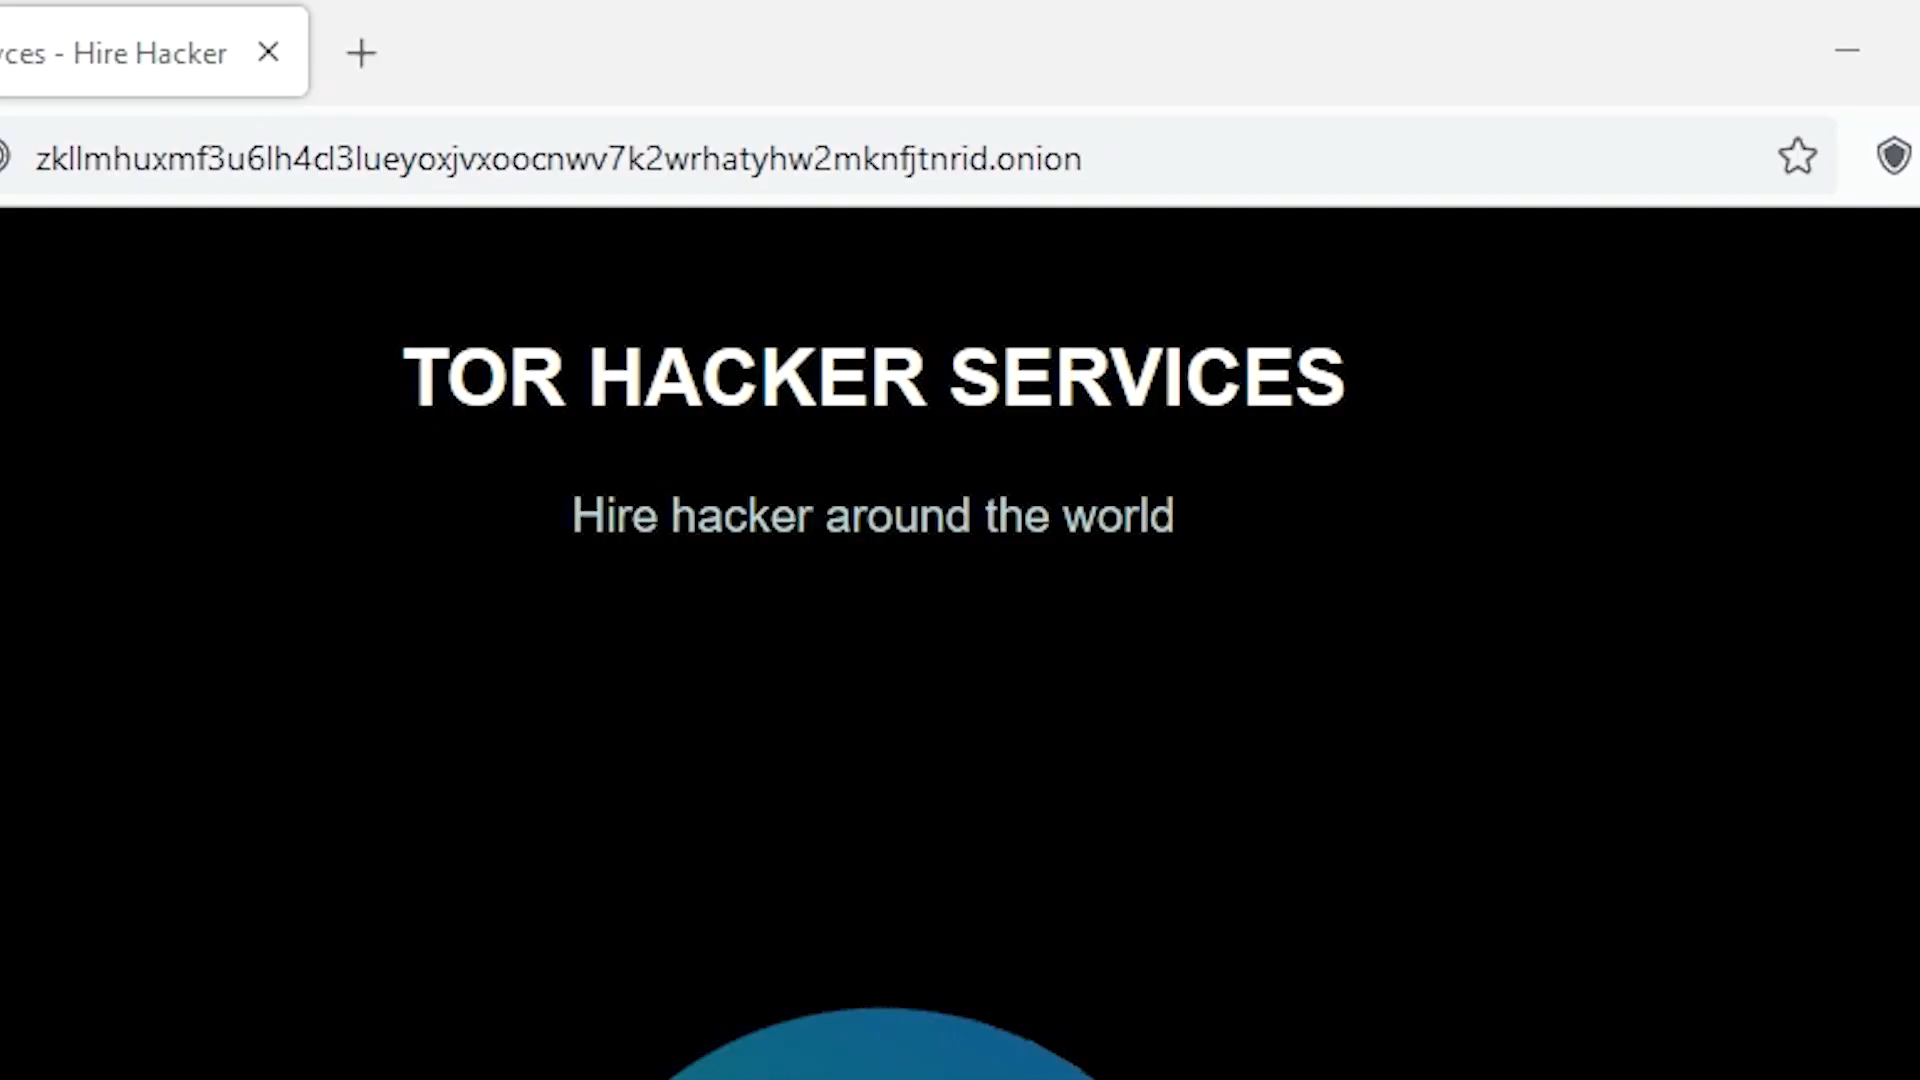 ces - Hire Hacker
zkllmhuxmf3u6lh4cl3lueyoxjvxoocnwv7k2wrhatyhw2mknfjtnrid.onion
TOR HACKER SERVICES
Hire hacker around the world